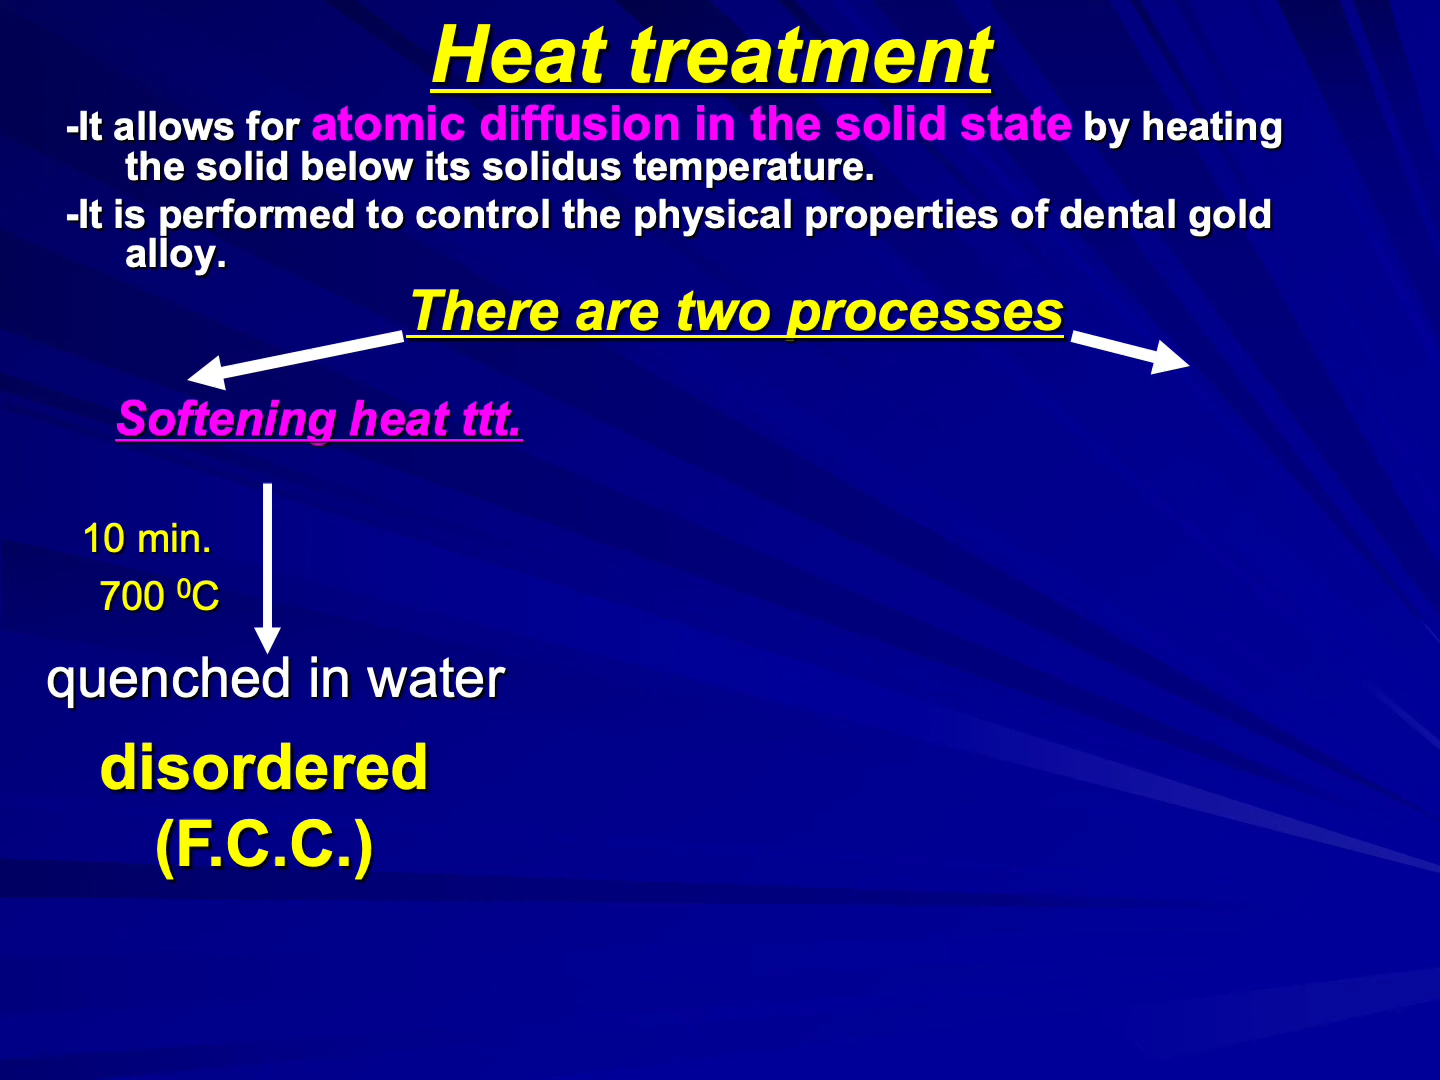 Heat treatment
-It allows for atomic diffusion in the solid state by heating
the solid below its solidus temperature.
-It is performed to control the physical properties of dental gold
alloy.
There are two processes
Softening heat ttt.
10 min.
700 ⁰C
quenched in water
disordered
(F.C.C.)